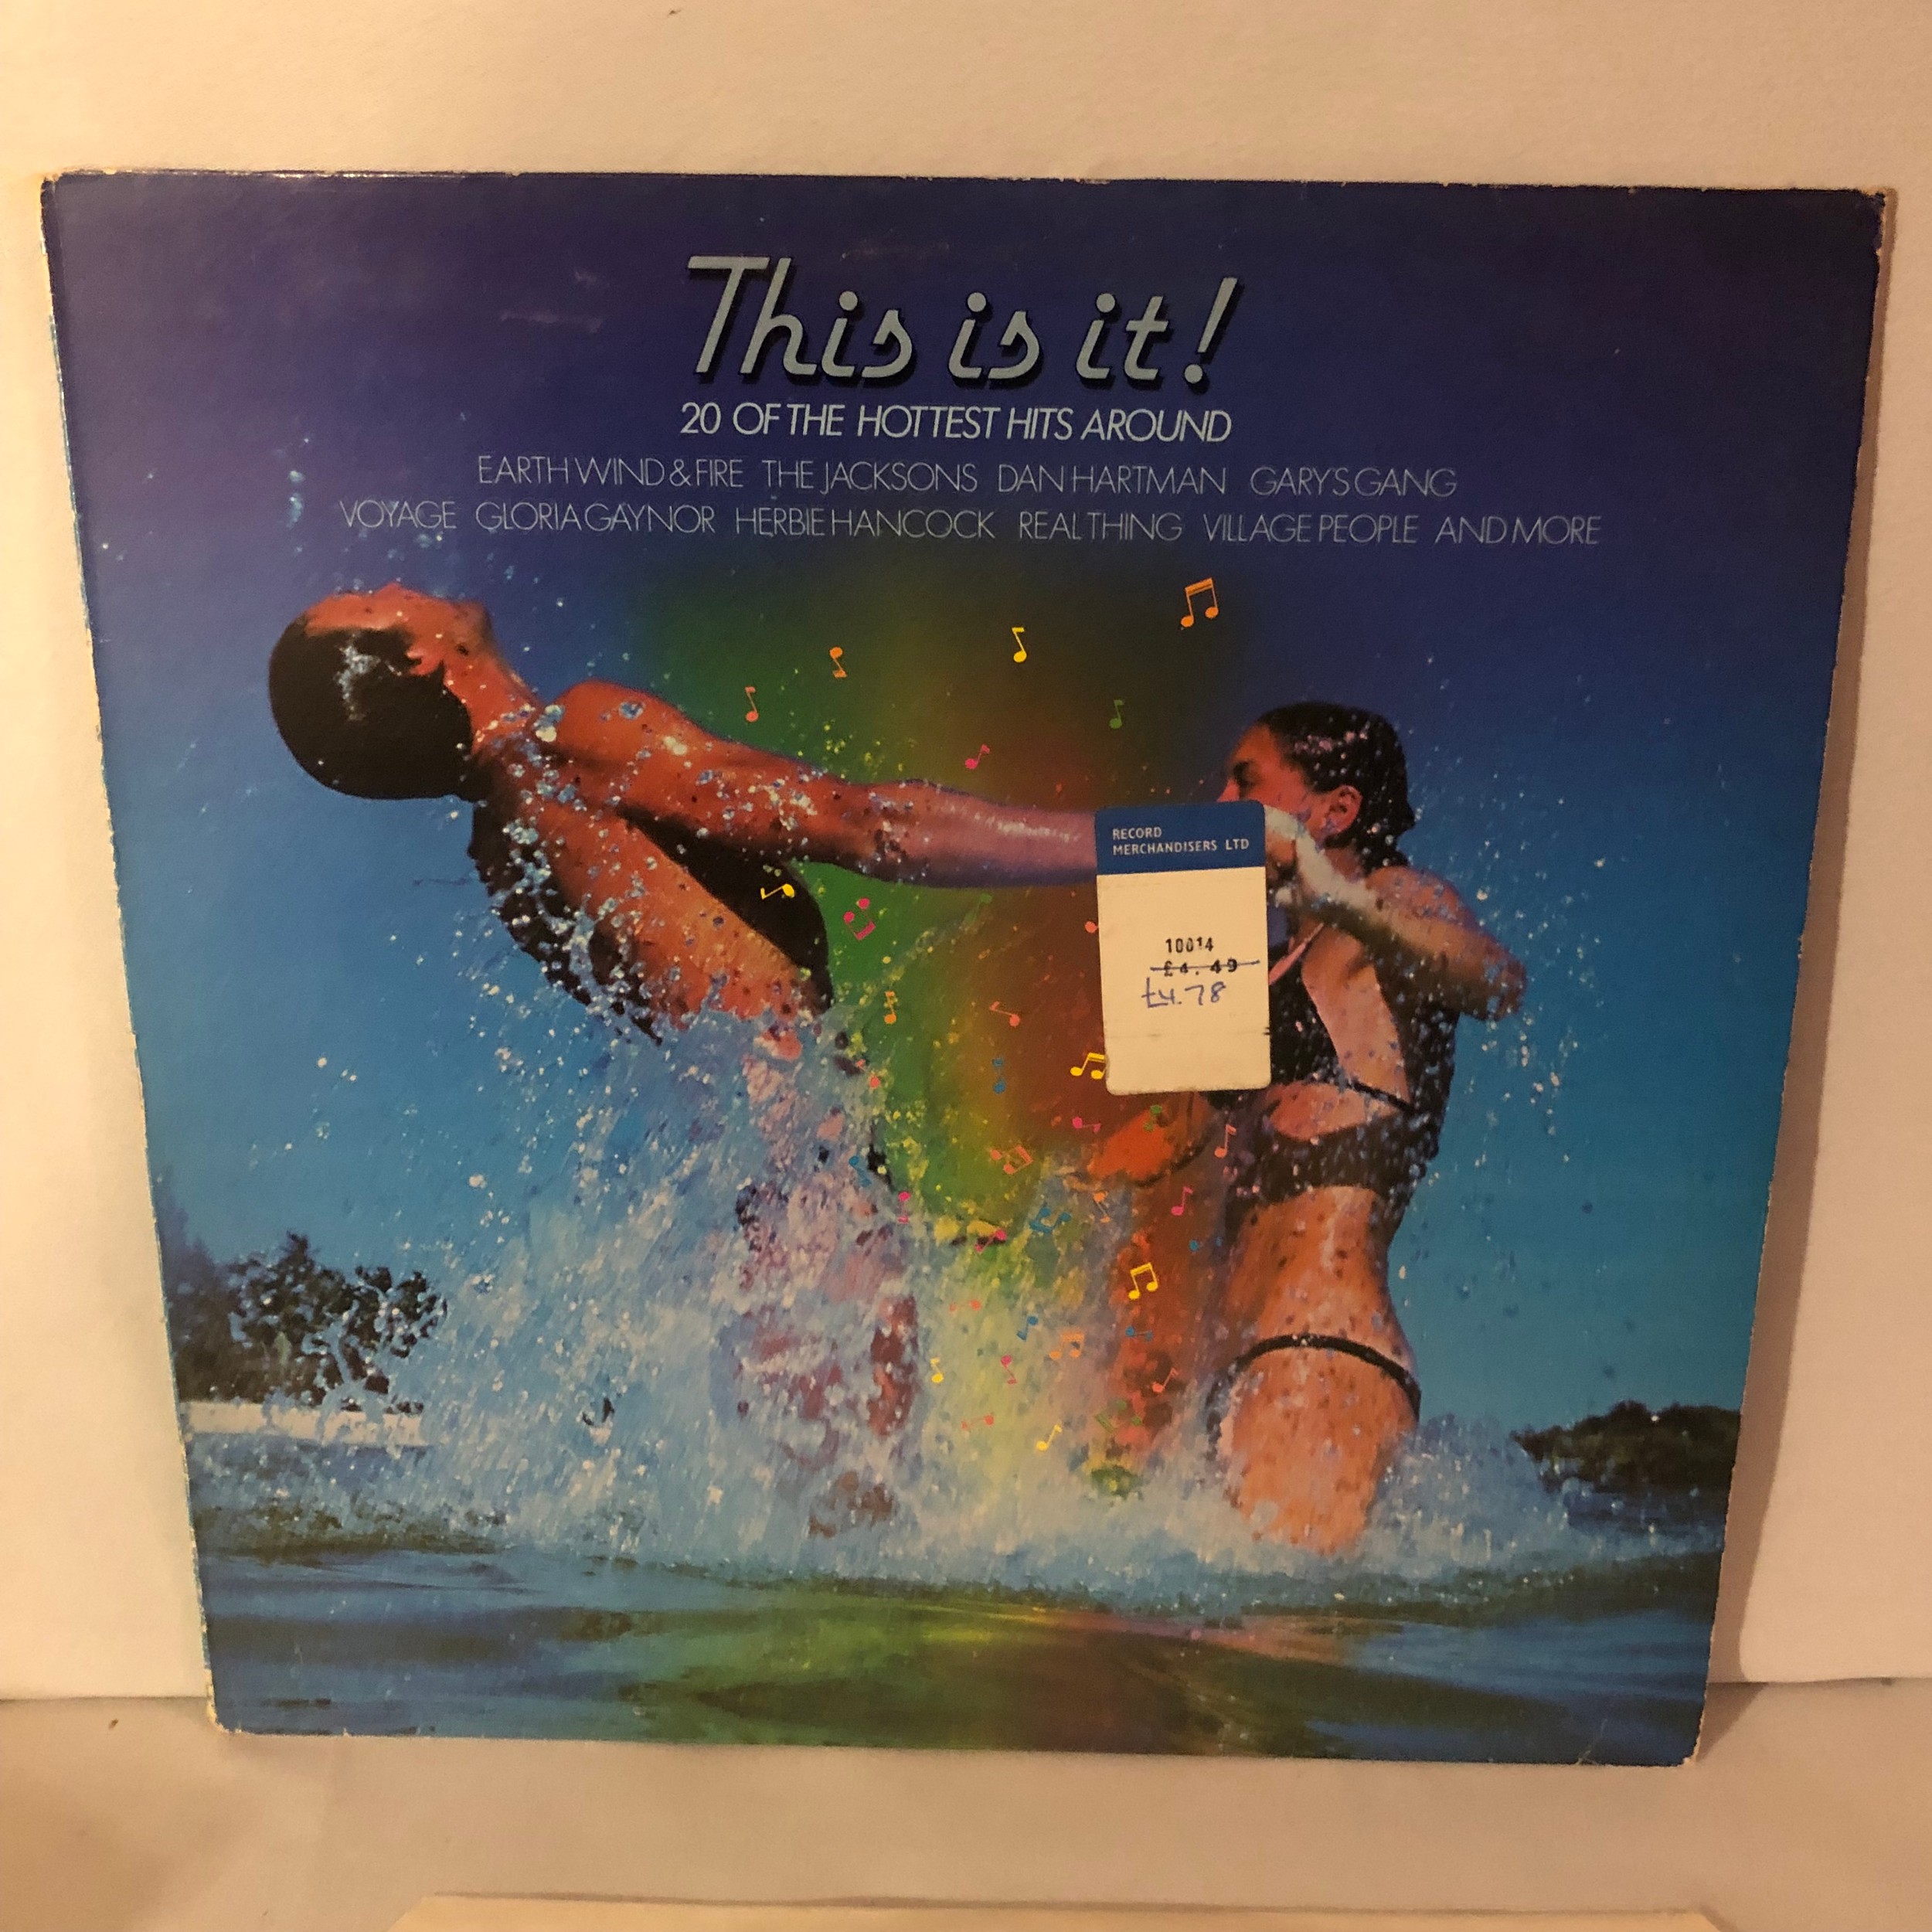 This is it!
20 OF THE HOTTEST HITS AROUND
EARTH WIND & FIRE THE JACKSONS DAN HARTMAN GARY'S GANG
VOYAGE GLORIA GAYNOR HERBIE HANCOCK REAL THING VILLAGE PEOPLE AND MORE
RECORD
MERCHANDISERS LTD
10014
£4.49
£4.78